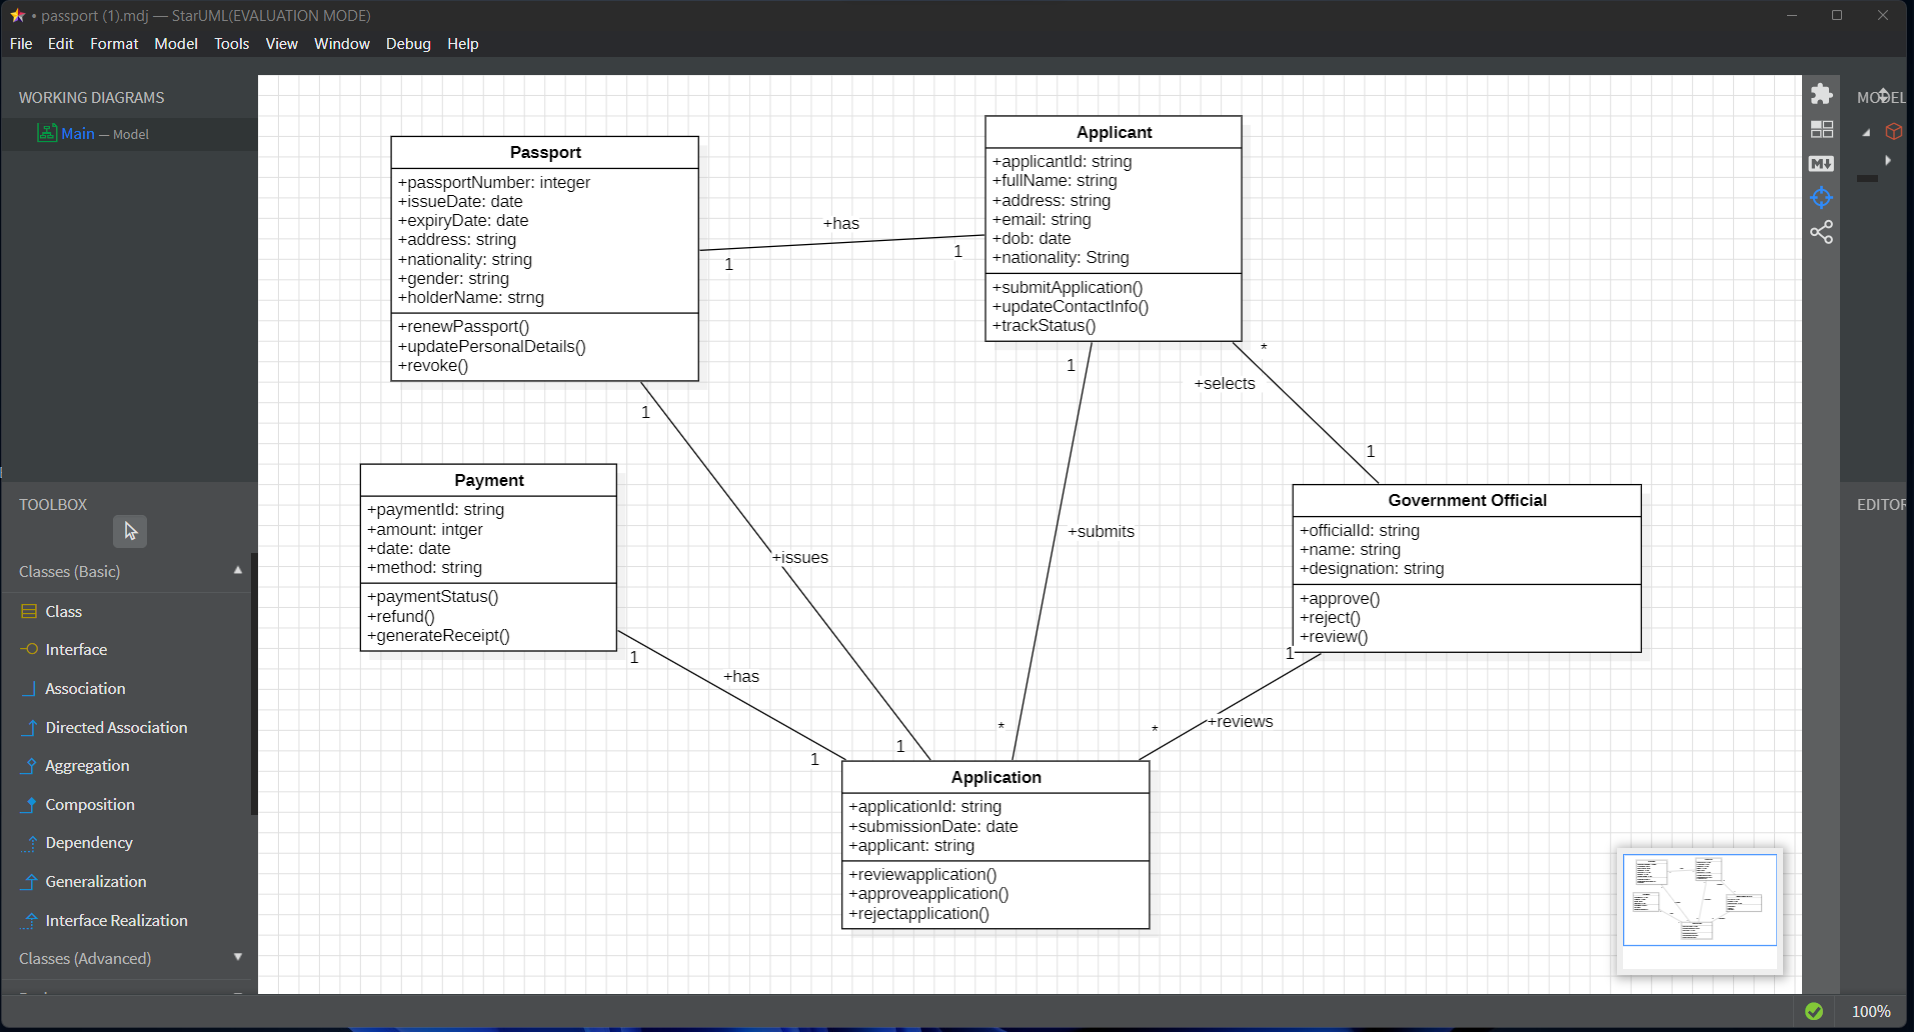 • passport (1).mdj — StarUML(EVALUATION MODE)
File Edit Format Model Tools View Window Debug Help
WORKING DIAGRAMS
Main — Model
TOOLBOX
Classes (Basic)
Class
Interface
Association
Directed Association
Aggregation
Composition
Dependency
Generalization
Interface Realization
Classes (Advanced)
Passport
+passportNumber: integer
+issueDate: date
+expiryDate: date
+address: string
+nationality: string
+gender: string
+holderName: strng
+renewPassport()
+updatePersonalDetails()
+revoke()
+has
1
1
Applicant
+applicantId: string
+fullName: string
+address: string
+email: string
+dob: date
+nationality: String
+submitApplication()
+updateContactInfo()
+trackStatus()
1
*
+selects
1
1
Payment
+paymentId: string
+amount: intger
+date: date
+method: string
+paymentStatus()
+refund()
+generateReceipt()
+issues
+submits
Government Official
+officialId: string
+name: string
+designation: string
+approve()
+reject()
+review()
1
1
+has
+reviews
*
*
1
1
Application
+applicationId: string
+submissionDate: date
+applicant: string
+reviewapplication()
+approveapplication()
+rejectapplication()
M↓
MODEL
EDITOR
100%